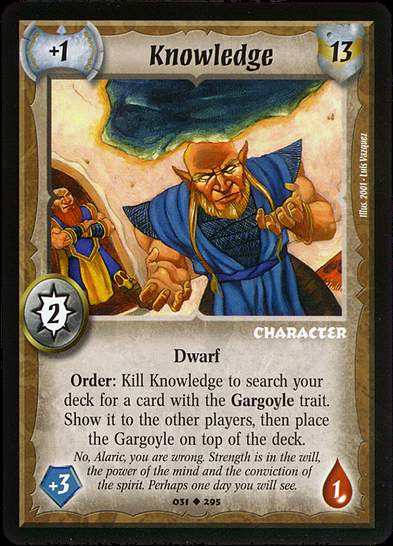 +1
Knowledge
13
Illus. 2001 • Luis Vazquez
2
CHARACTER
Dwarf
Order: Kill Knowledge to search your
deck for a card with the Gargoyle trait.
Show it to the other players, then place
the Gargoyle on top of the deck.
No, Alaric, you are wrong. Strength is in the will,
the power of the mind and the conviction of
the spirit. Perhaps one day you will see.
+3
031 ◆ 295
1